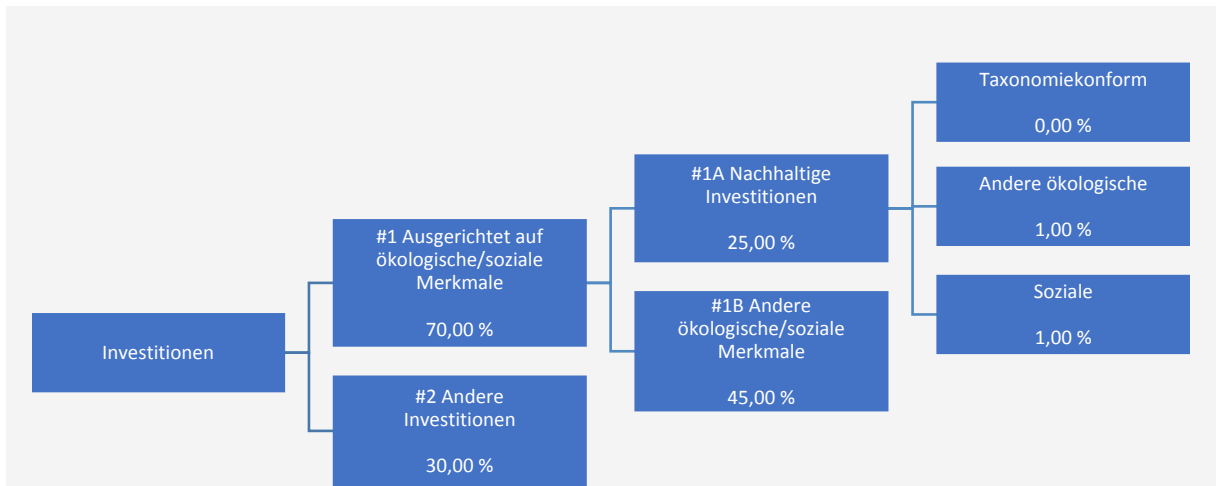 Investitionen
#1 Ausgerichtet auf
ökologische/soziale
Merkmale
70,00 %
#2 Andere
Investitionen
30,00 %
#1A Nachhaltige
Investitionen
25,00 %
#1B Andere
ökologische/soziale
Merkmale
45,00 %
Taxonomiekonform
0,00 %
Andere ökologische
1,00 %
Soziale
1,00 %